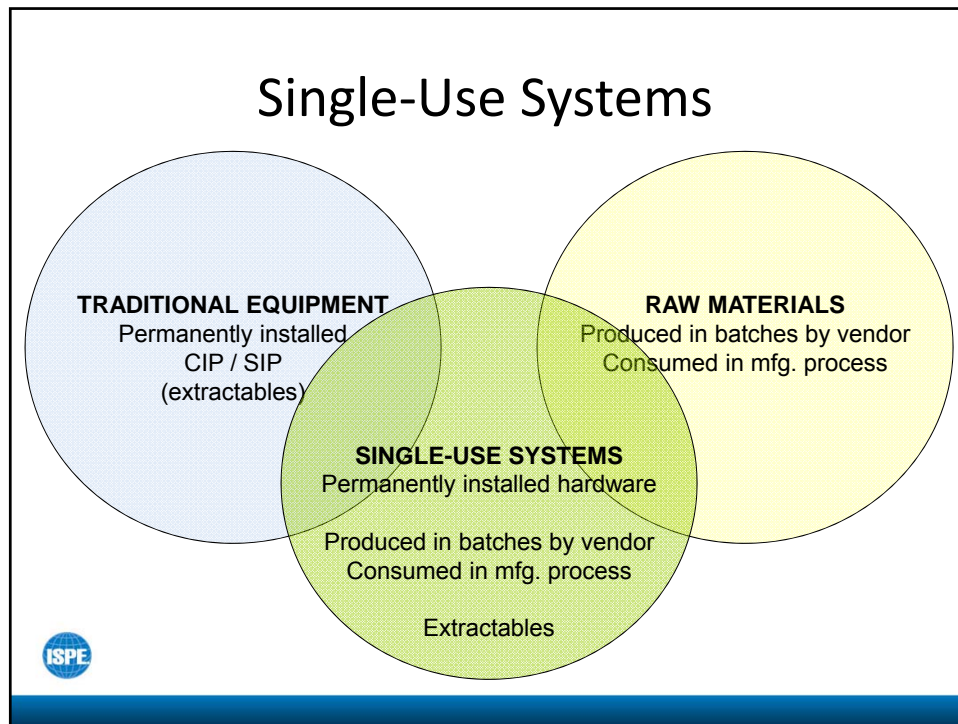 Single-Use Systems
TRADITIONAL EQUIPMENT
Permanently installed
CIP / SIP
(extractables)
RAW MATERIALS
Produced in batches by vendor
Consumed in mfg. process
SINGLE-USE SYSTEMS
Permanently installed hardware
Produced in batches by vendor
Consumed in mfg. process
Extractables
ISPE